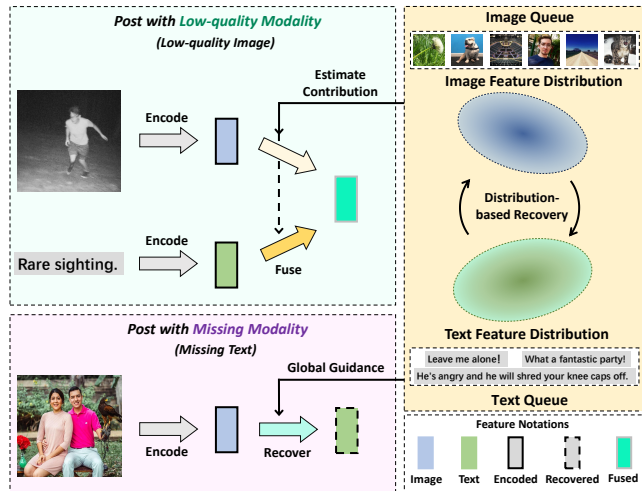 Post with Low-quality Modality
(Low-quality Image)
Encode
Estimate
Contribution
Rare sighting.
Encode
Fuse
Post with Missing Modality
(Missing Text)
Global Guidance
Encode
Recover
Image Queue
Image Feature Distribution
Distribution-
based Recovery
Text Feature Distribution
Leave me alone!
What a fantastic party!
He's angry and he will shred your knee caps off.
Text Queue
Feature Notations
Image
Text
Encoded
Recovered
Fused